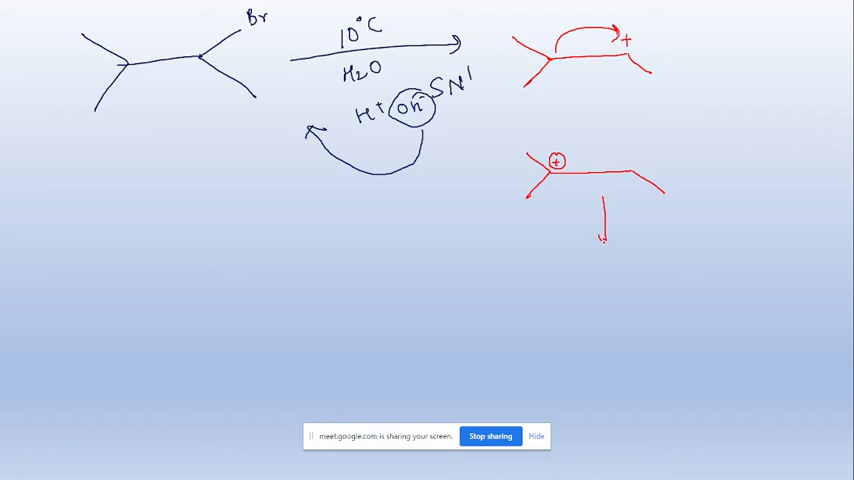 Br
10°C
H2O
SN1
H+ OH-
+
+
meet.google.com is sharing your screen.
Stop sharing
Hide